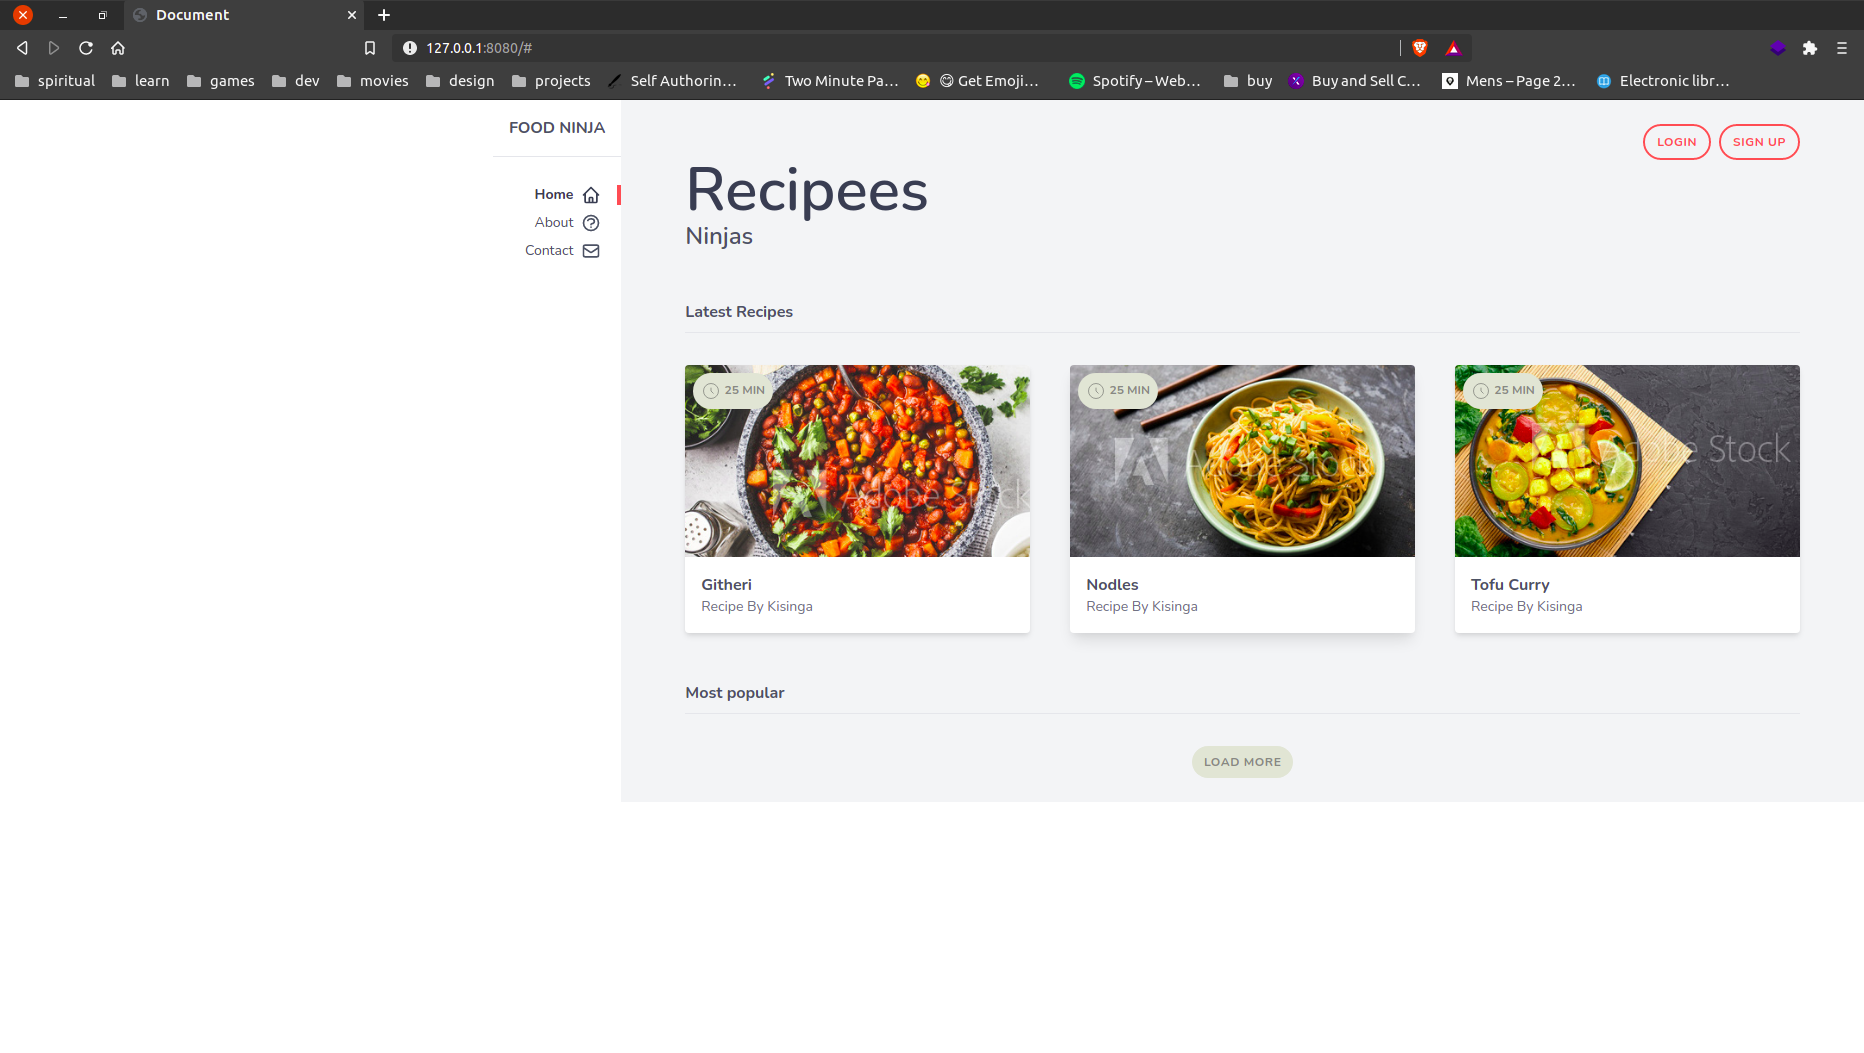 Document
127.0.0.1:8080/#
spiritual learn games dev movies design projects Self Authorin... Two Minute Pa... 😋 Get Emoji... Spotify – Web... buy Buy and Sell C... Mens – Page 2... Electronic libr...
FOOD NINJA
LOGIN SIGN UP
Home
About
Contact
Recipees
Ninjas
Latest Recipes
25 MIN
Adobe Stock
Githeri
Recipe By Kisinga
25 MIN
Adobe Stock
Nodles
Recipe By Kisinga
25 MIN
Adobe Stock
Tofu Curry
Recipe By Kisinga
Most popular
LOAD MORE